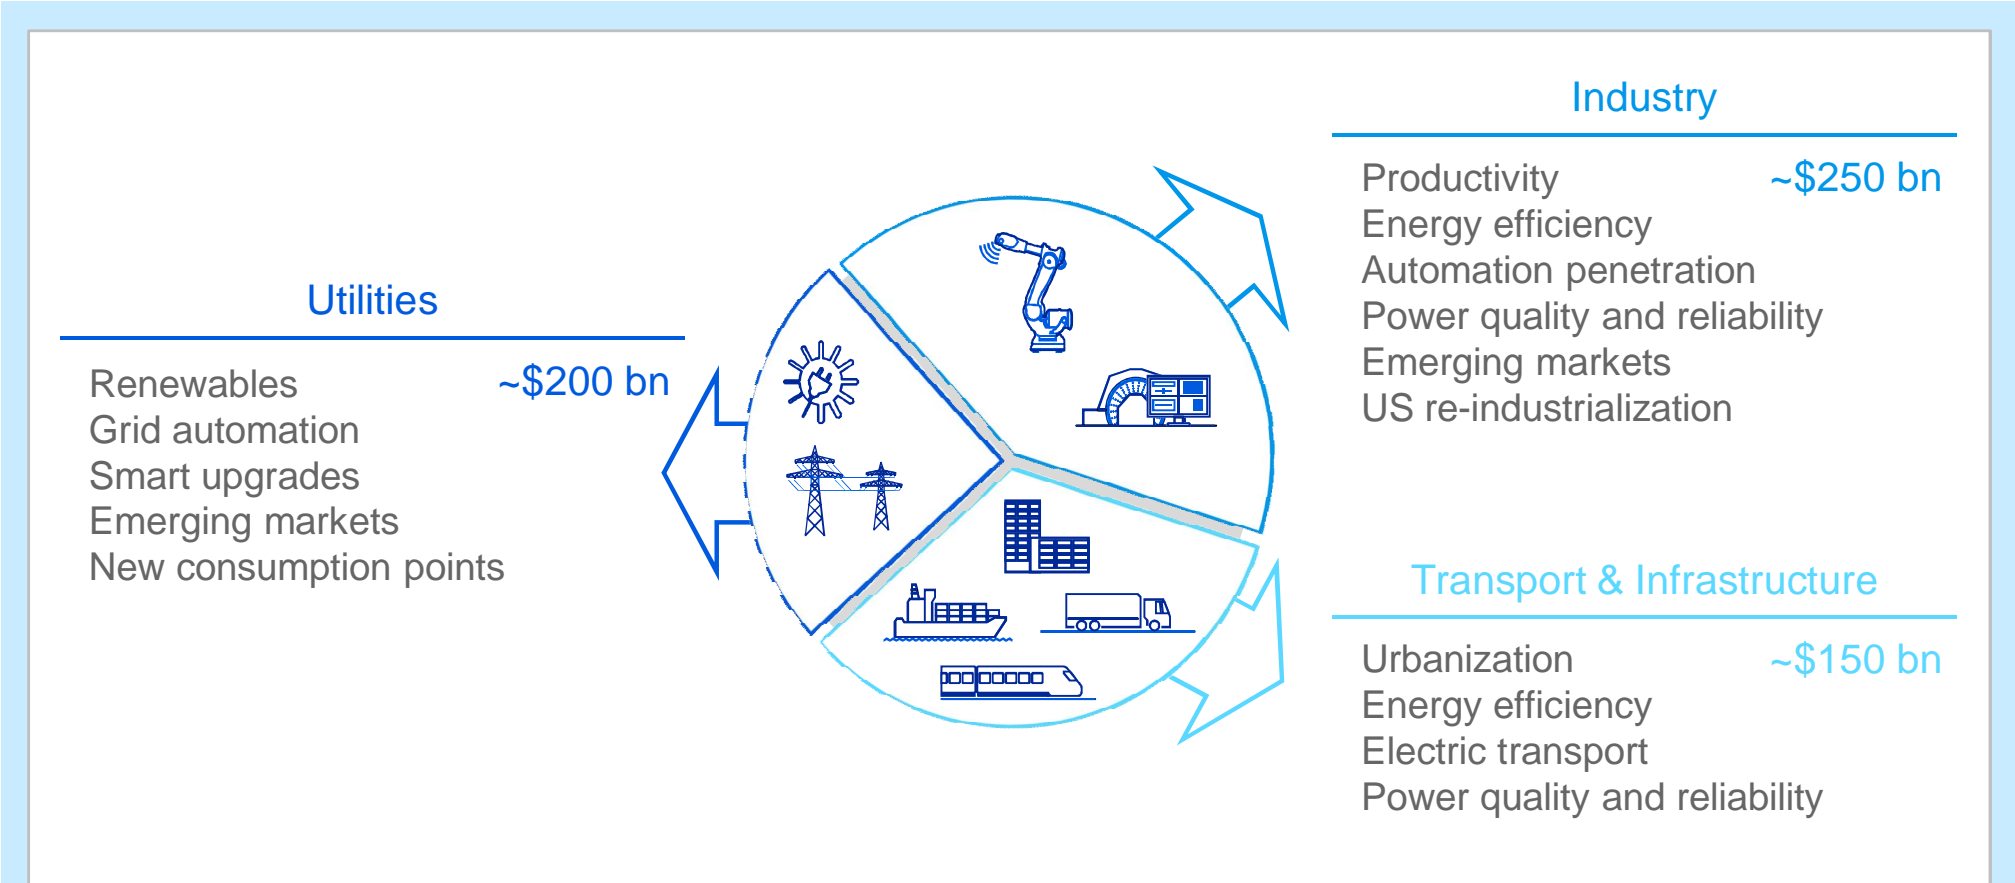 Utilities
~$200 bn
Renewables
Grid automation
Smart upgrades
Emerging markets
New consumption points
Industry
~$250 bn
Productivity
Energy efficiency
Automation penetration
Power quality and reliability
Emerging markets
US re-industrialization
Transport & Infrastructure
~$150 bn
Urbanization
Energy efficiency
Electric transport
Power quality and reliability